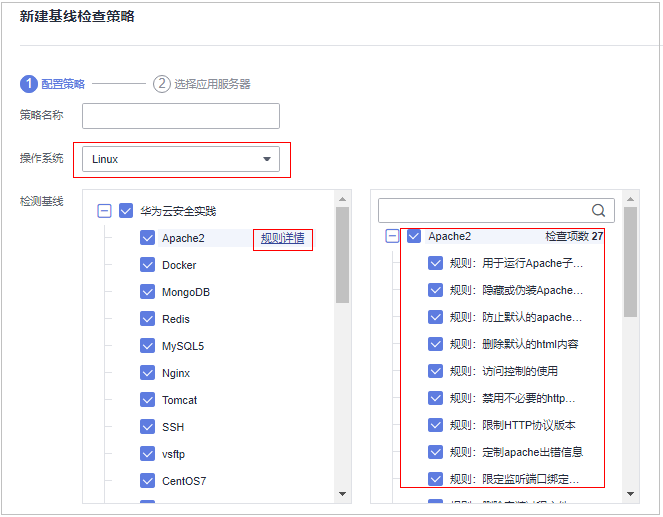 新建基线检查策略
1 配置策略 2 选择应用服务器
策略名称
操作系统 Linux
检测基线
华为云安全实践
Apache2 规则详情
Docker
MongoDB
Redis
MySQL5
Nginx
Tomcat
SSH
vsftp
CentOS7
Apache2 检查项数 27
规则：用于运行Apache子...
规则：隐藏或伪装Apache...
规则：防止默认的apache...
规则：删除默认的html内容
规则：访问控制的使用
规则：禁用不必要的http...
规则：限制HTTP协议版本
规则：定制apache出错信息
规则：限定监听端口绑定...